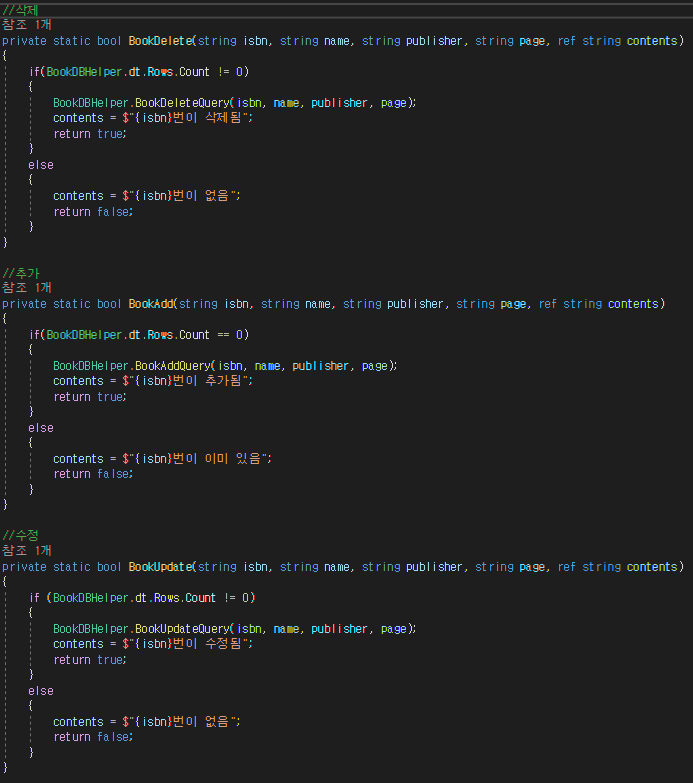 //삭제
참조 1개
private static bool BookDelete(string isbn, string name, string publisher, string page, ref string contents)
{
if(BookDBHelper.dt.Rows.Count != 0)
{
BookDBHelper.BookDeleteQuery(isbn, name, publisher, page);
contents = $"{isbn}번이 삭제됨";
return true;
}
else
{
contents = $"{isbn}번이 없음";
return false;
}
}
//추가
참조 1개
private static bool BookAdd(string isbn, string name, string publisher, string page, ref string contents)
{
if(BookDBHelper.dt.Rows.Count == 0)
{
BookDBHelper.BookAddQuery(isbn, name, publisher, page);
contents = $"{isbn}번이 추가됨";
return true;
}
else
{
contents = $"{isbn}번이 이미 있음";
return false;
}
}
//수정
참조 1개
private static bool BookUpdate(string isbn, string name, string publisher, string page, ref string contents)
{
if (BookDBHelper.dt.Rows.Count != 0)
{
BookDBHelper.BookUpdateQuery(isbn, name, publisher, page);
contents = $"{isbn}번이 수정됨";
return true;
}
else
{
contents = $"{isbn}번이 없음";
return false;
}
}